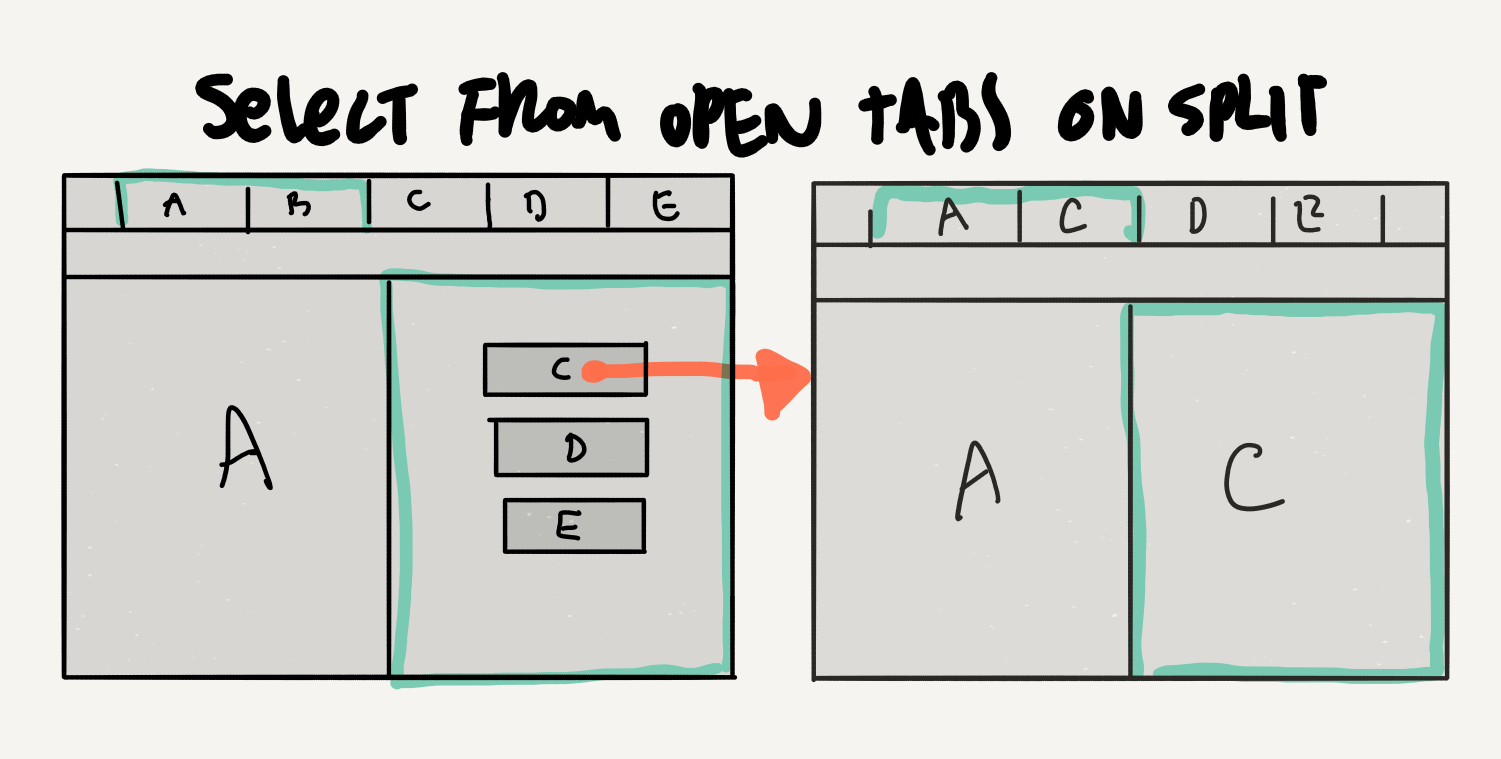 Select From OPEN TABS ON SPLIT
A B C D E
A C D E
C
D
A
E
A C